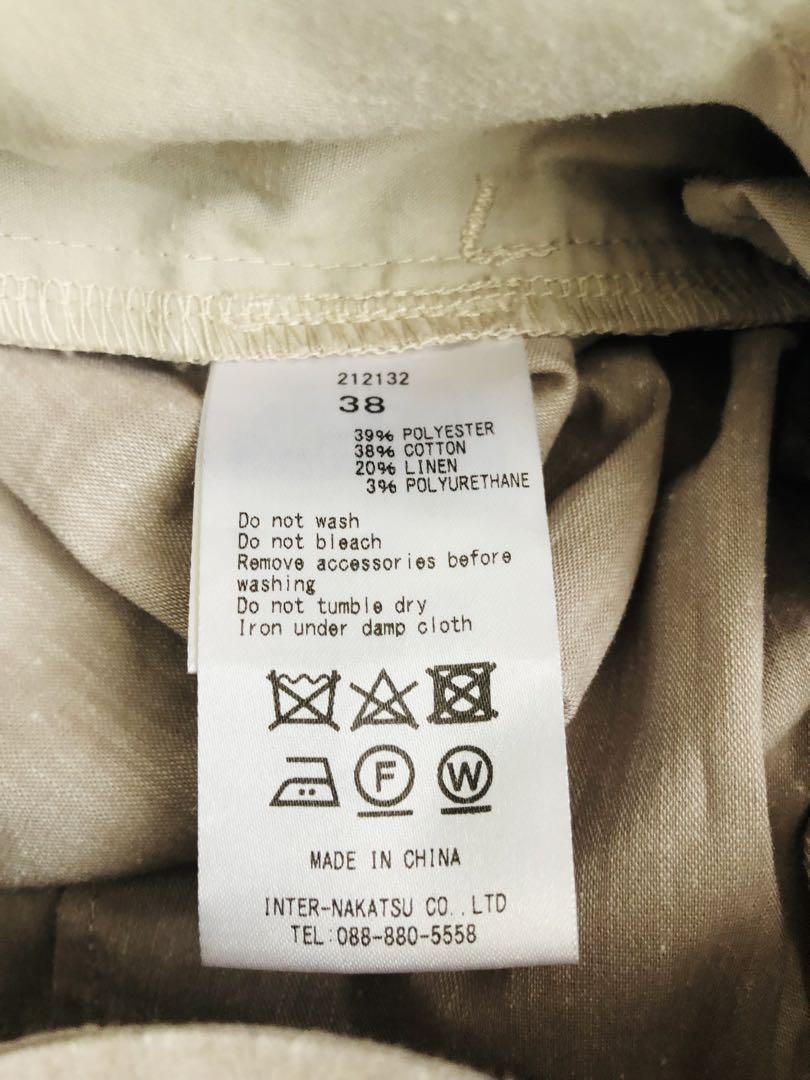 212132
38
39% POLYESTER
38% COTTON
20% LINEN
3% POLYURETHANE
Do not wash
Do not bleach
Remove accessories before
washing
Do not tumble dry
Iron under damp cloth
F W
MADE IN CHINA
INTER-NAKATSU CO.,LTD
TEL:088-880-5558